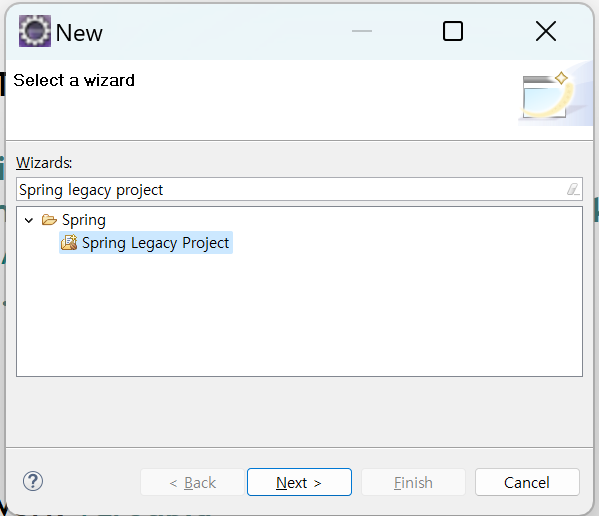 New
Select a wizard
Wizards:
Spring legacy project
Spring
Spring Legacy Project
< Back
Next >
Finish
Cancel